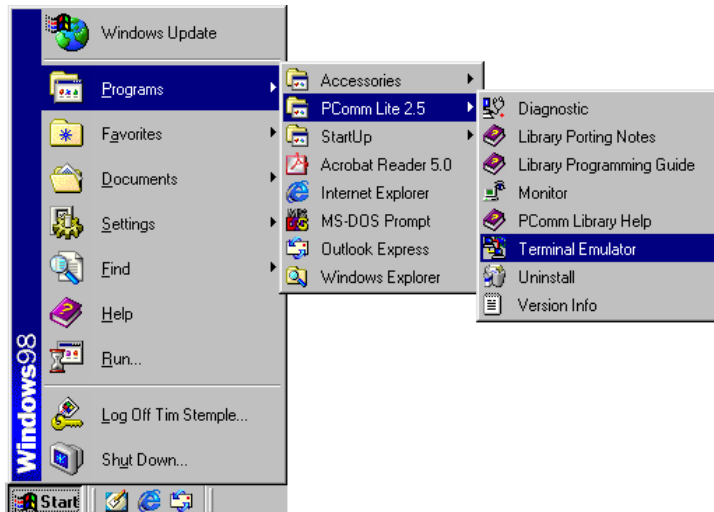 Windows Update
Programs
Favorites
Documents
Settings
Find
Help
Run...
Log Off Tim Stemple...
Shut Down...
Windows98
Start
Accessories
PComm Lite 2.5
StartUp
Acrobat Reader 5.0
Internet Explorer
MS-DOS Prompt
Outlook Express
Windows Explorer
Diagnostic
Library Porting Notes
Library Programming Guide
Monitor
PComm Library Help
Terminal Emulator
Uninstall
Version Info